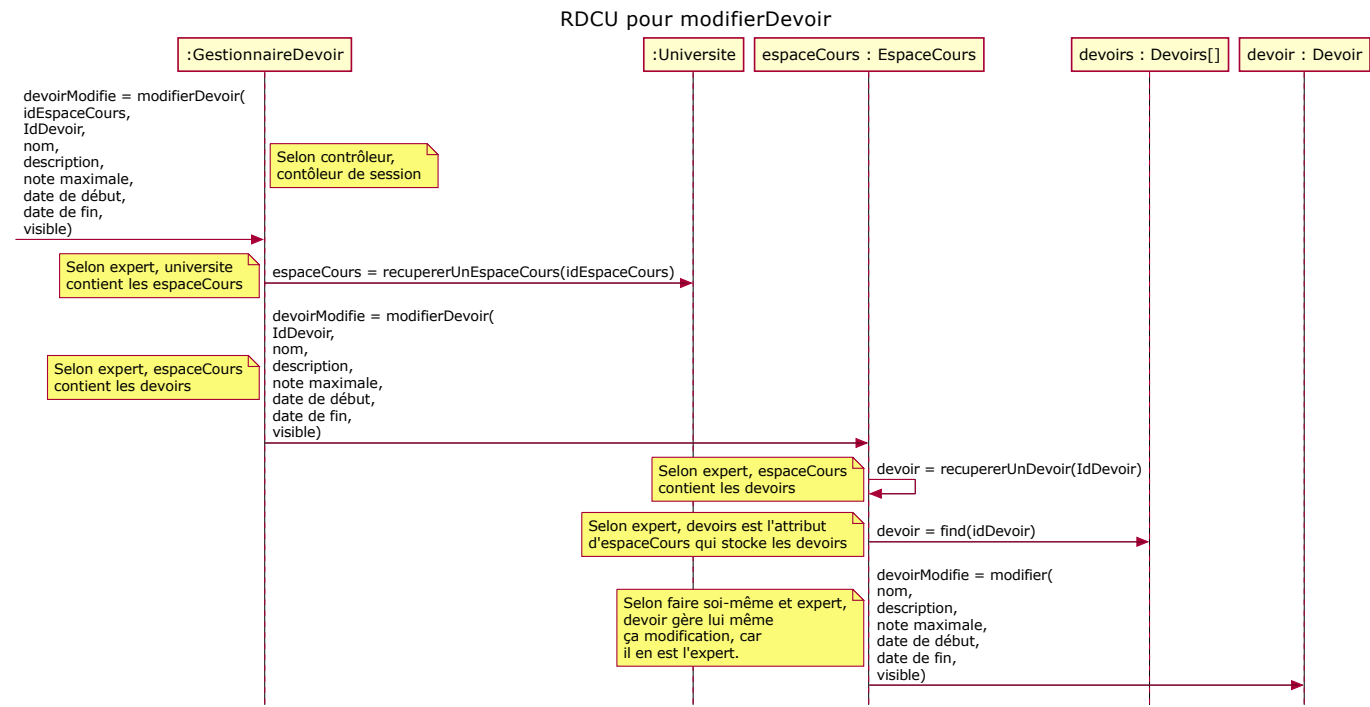 RDCU pour modifierDevoir
:GestionnaireDevoir
:Universite
espaceCours : EspaceCours
devoirs : Devoirs[]
devoir : Devoir
devoirModifie = modifierDevoir(
idEspaceCours,
IdDevoir,
nom,
description,
note maximale,
date de début,
date de fin,
visible)
Selon contrôleur,
contôleur de session
Selon expert, universite
contient les espaceCours
espaceCours = recupererUnEspaceCours(idEspaceCours)
devoirModifie = modifierDevoir(
IdDevoir,
nom,
description,
note maximale,
date de début,
date de fin,
visible)
Selon expert, espaceCours
contient les devoirs
Selon expert, espaceCours
contient les devoirs
devoir = recupererUnDevoir(IdDevoir)
Selon expert, devoirs est l'attribut
d'espaceCours qui stocke les devoirs
devoir = find(idDevoir)
Selon faire soi-même et expert,
devoir gère lui même
ça modification, car
il en est l'expert.
devoirModifie = modifier(
nom,
description,
note maximale,
date de début,
date de fin,
visible)